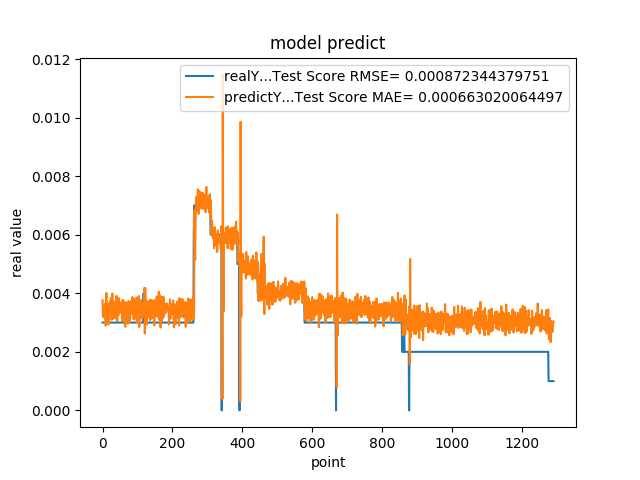 model predict
realY...Test Score RMSE= 0.000872344379751
predictY...Test Score MAE= 0.000663020064497
0.012
0.010
0.008
0.006
0.004
0.002
0.000
real value
0 200 400 600 800 1000 1200
point